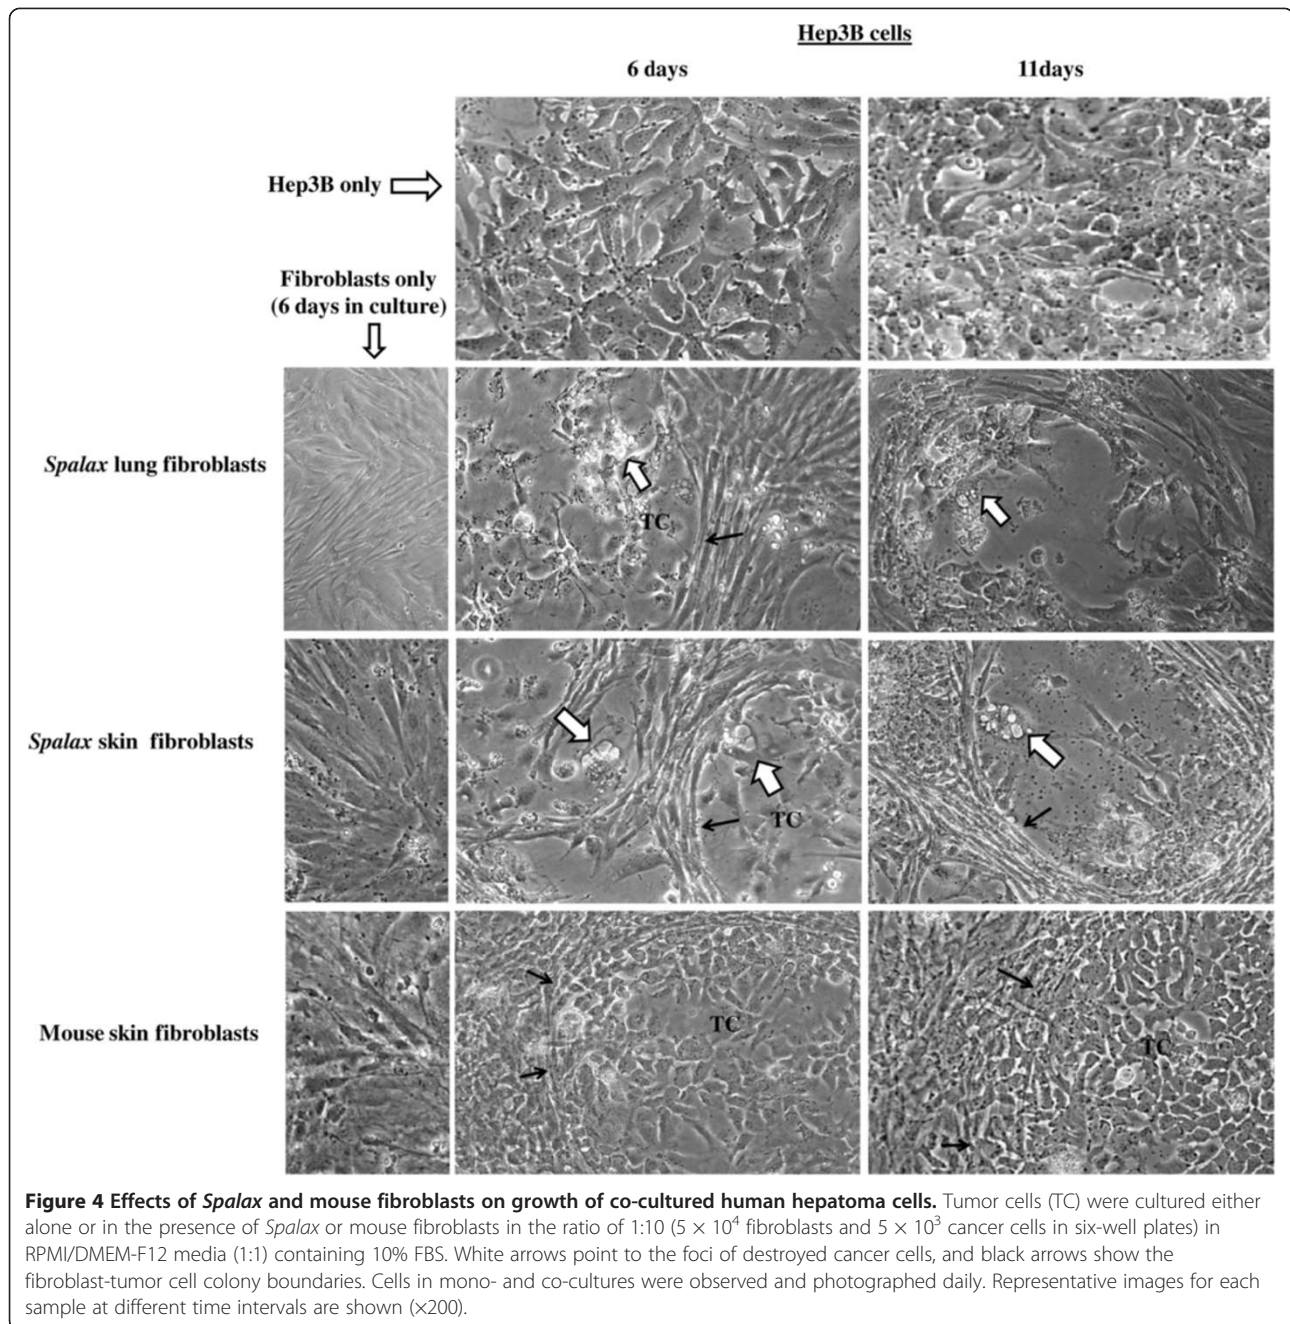 Hep3B cells
6 days
11days
Hep3B only
Fibroblasts only
(6 days in culture)
Spalax lung fibroblasts
TC
Spalax skin fibroblasts
TC
Mouse skin fibroblasts
TC
TC
Figure 4 Effects of Spalax and mouse fibroblasts on growth of co-cultured human hepatoma cells. Tumor cells (TC) were cultured either
alone or in the presence of Spalax or mouse fibroblasts in the ratio of 1:10 (5 × 10⁴ fibroblasts and 5 × 10³ cancer cells in six-well plates) in
RPMI/DMEM-F12 media (1:1) containing 10% FBS. White arrows point to the foci of destroyed cancer cells, and black arrows show the
fibroblast-tumor cell colony boundaries. Cells in mono- and co-cultures were observed and photographed daily. Representative images for each
sample at different time intervals are shown (×200).